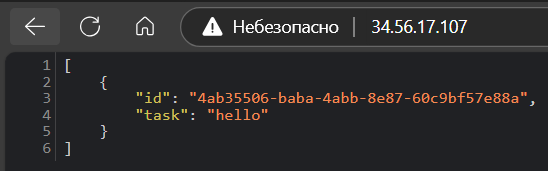 Небезопасно | 34.56.17.107
1 [
2 {
3 "id": "4ab35506-baba-4abb-8e87-60c9bf57e88a",
4 "task": "hello"
5 }
6 ]